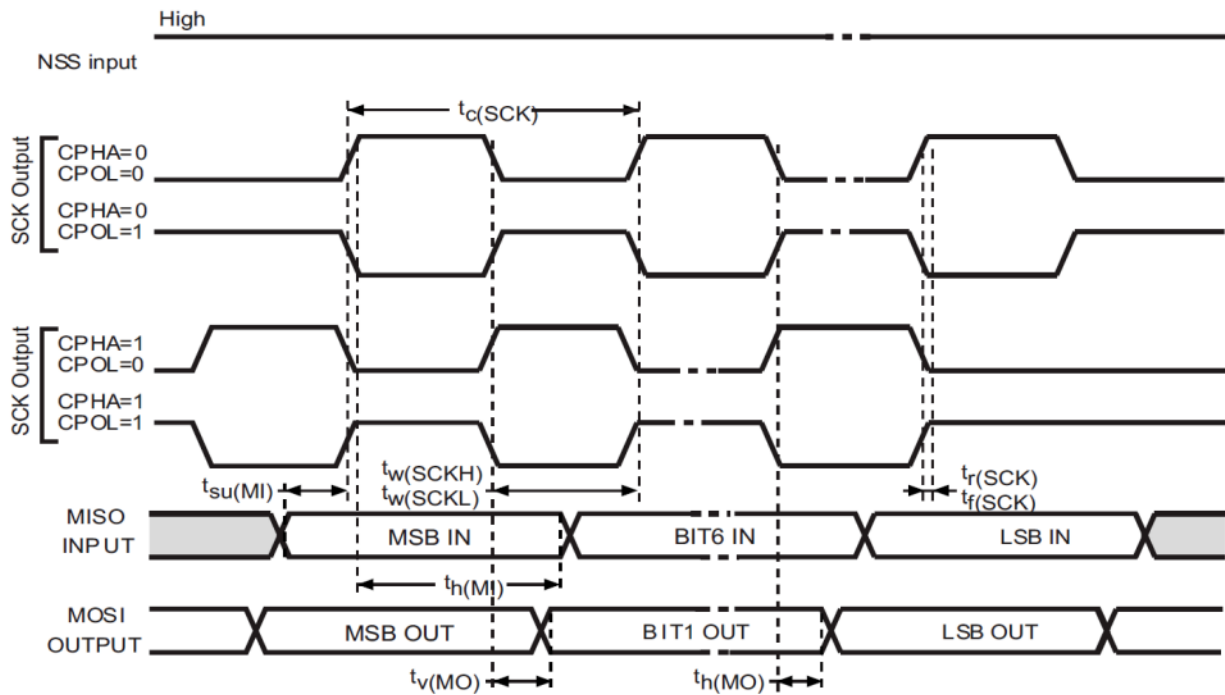 High
NSS input
tc(SCK)
SCK Output
CPHA=0
CPOL=0
CPHA=0
CPOL=1
SCK Output
CPHA=1
CPOL=0
CPHA=1
CPOL=1
tsu(MI)
tw(SCKH)
tw(SCKL)
tr(SCK)
tf(SCK)
MISO
INPUT
MSB IN
BIT6 IN
LSB IN
th(MI)
MOSI
OUTPUT
MSB OUT
BIT1 OUT
LSB OUT
tv(MO)
th(MO)